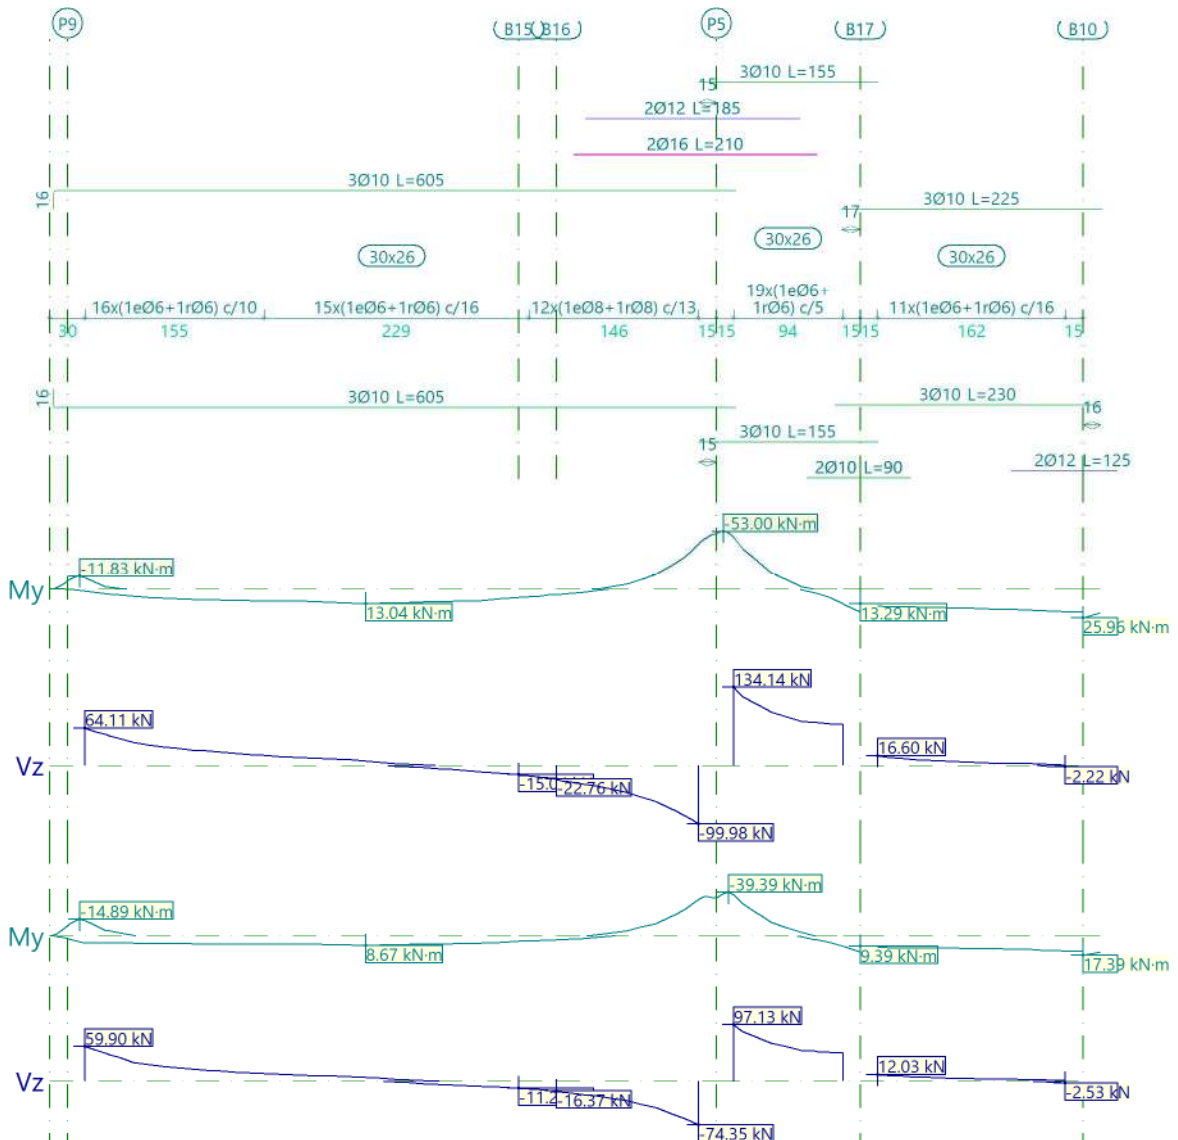 P9 B15 B16 P5 B17 B10
3Ø10 L=155
15
2Ø12 L=185
2Ø16 L=210
3Ø10 L=605
16
3Ø10 L=225
17
30x26 30x26 30x26
16x(1eØ6+1rØ6) c/10 15x(1eØ6+1rØ6) c/16 12x(1eØ8+1rØ8) c/13 19x(1eØ6+
1rØ6) c/5 11x(1eØ6+1rØ6) c/16
30 155 229 146 15 15 94 15 15 162 15
16
3Ø10 L=605
3Ø10 L=230
16
3Ø10 L=155
15
2Ø10 L=90
2Ø12 L=125
-53.00 kN·m
-11.83 kN·m
My
13.04 kN·m 13.29 kN·m
25.96 kN·m
134.14 kN
64.11 kN
16.60 kN
Vz
-15.0 -22.76 kN -2.22 kN
-99.98 kN
-39.39 kN·m
-14.89 kN·m
My
8.67 kN·m 9.39 kN·m
17.39 kN·m
97.13 kN
59.90 kN
12.03 kN
Vz
-11.2 -16.37 kN -2.53 kN
-74.35 kN